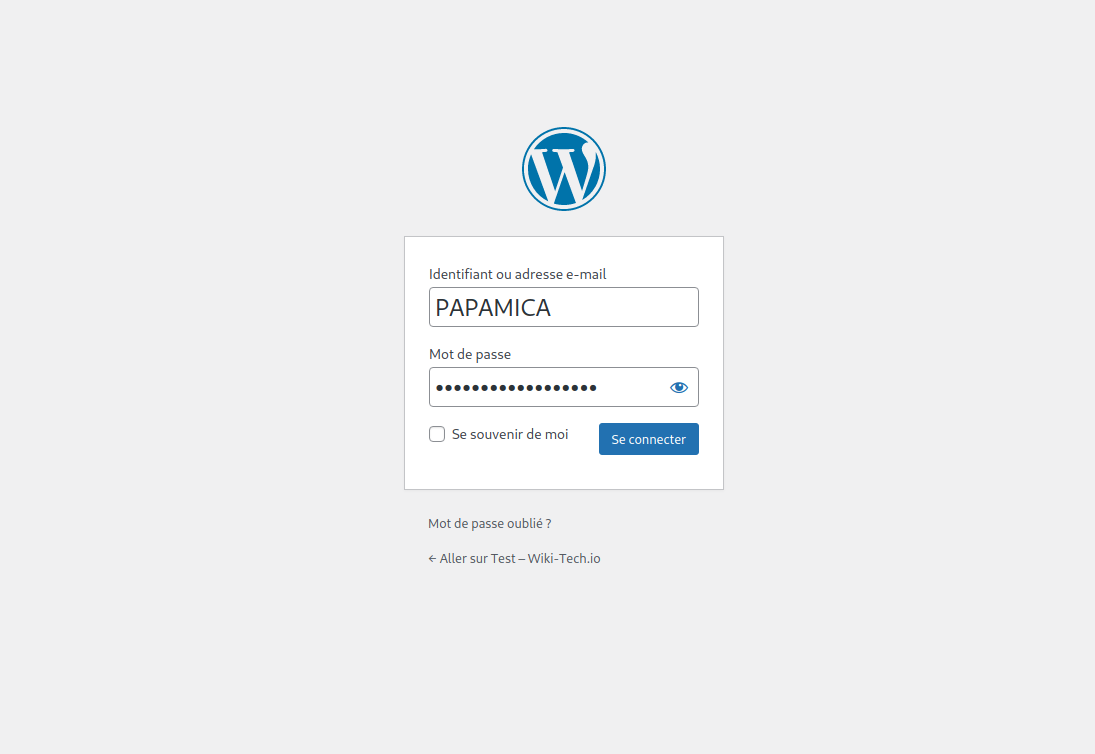 Identifiant ou adresse e-mail
PAPAMICA
Mot de passe
••••••••••••••••••
Se souvenir de moi
Se connecter
Mot de passe oublié ?
← Aller sur Test – Wiki-Tech.io